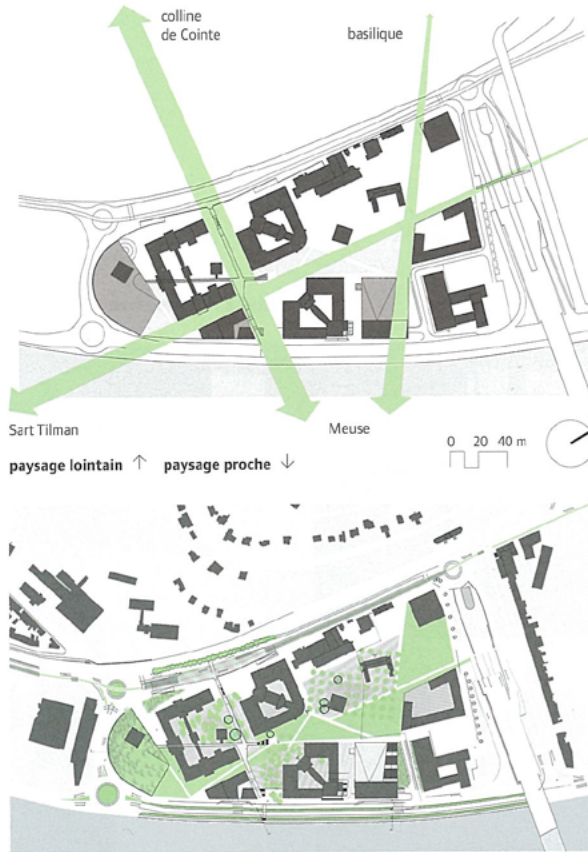 colline
de Cointe
basilique
Sart Tilman
Meuse
paysage lointain ↑ paysage proche ↓
0 20 40 m